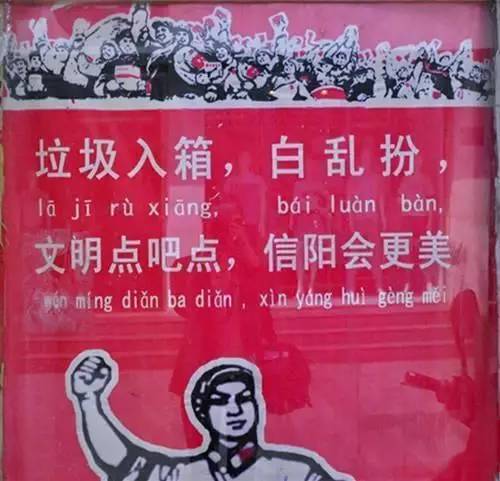 垃圾入箱，白乱扮，
lā jī rù xiāng, bái luàn bàn,
文明点吧点，信阳会更美
wén míng diǎn ba diǎn , xìn yáng huì gèng měi